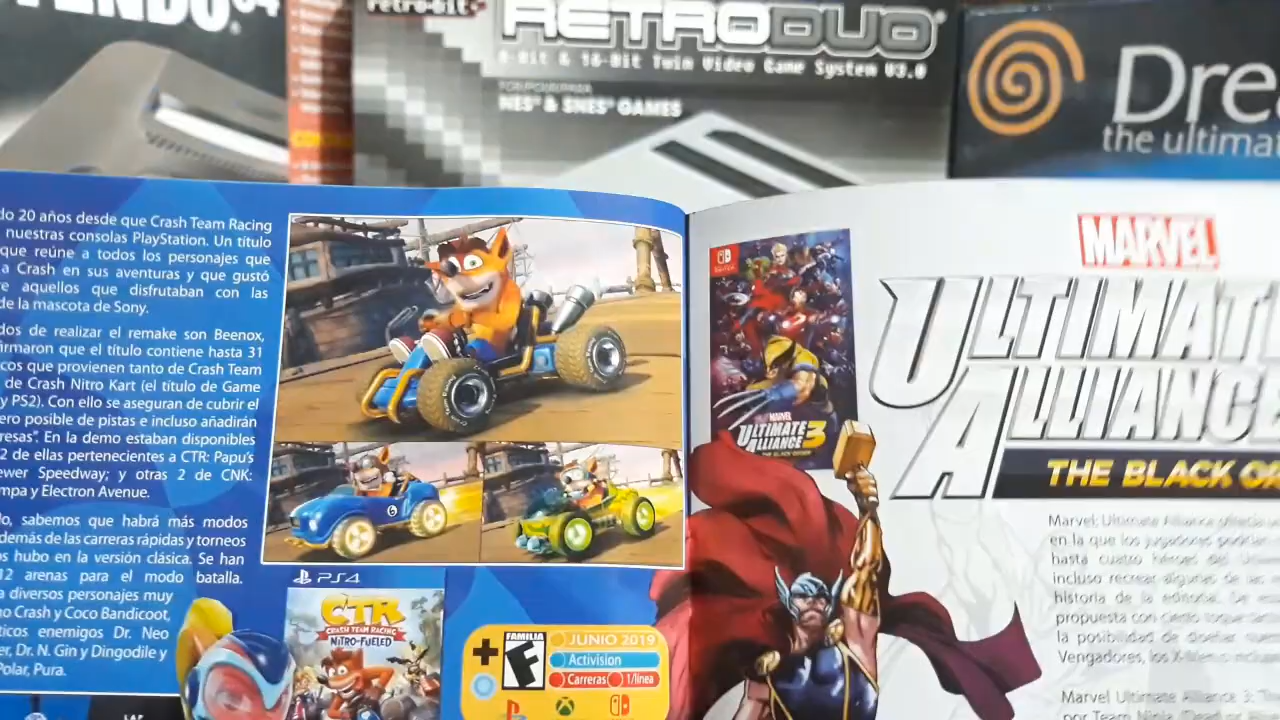 TENDO 64
retro-bit
RETRODUO
8-Bit & 16-Bit Twin Video Game System V3.0
NES & SNES GAMES
Dre
the ultima
do 20 años desde que Crash Team Racing
nuestras consolas PlayStation. Un título
que reúne a todos los personajes que
a Crash en sus aventuras y que gustó
re aquellos que disfrutaban con las
de la mascota de Sony.
dos de realizar el remake son Beenox,
firmaron que el título contiene hasta 31
cos que provienen tanto de Crash Team
de Crash Nitro Kart (el título de Game
y PS2). Con ello se aseguran de cubrir el
ero posible de pistas e incluso añadirán
resas". En la demo estaban disponibles
2 de ellas pertenecientes a CTR: Papu's
ewer Speedway; y otras 2 de CNK:
mpa y Electron Avenue.
lo, sabemos que habrá más modos
demás de las carreras rápidas y torneos
s hubo en la versión clásica. Se han
12 arenas para el modo batalla.
a diversos personajes muy
o Crash y Coco Bandicoot,
ticos enemigos Dr. Neo
er, Dr. N. Gin y Dingodile y
Polar, Pura.
PS4
CTR
CRASH TEAM RACING
NITRO-FUELED
FAMILIA
F
JUNIO 2019
Activision
Carreras
1/línea
MARVEL
ULTIMATE
ALLIANCE 3
THE BLACK ORDER
MARVEL
ULTIMATE
ALLIANCE
THE BLACK OR
Marvel: Ultimate Alliance
en la que los jugadores
hasta cuatro héroes del
incluso recrear algunas de las
historia de la editorial.
propuesta con cierto
la posibilidad de
Vengadores, los X-Men
Marvel Ultimate Alliance 3:
por Team Ninja